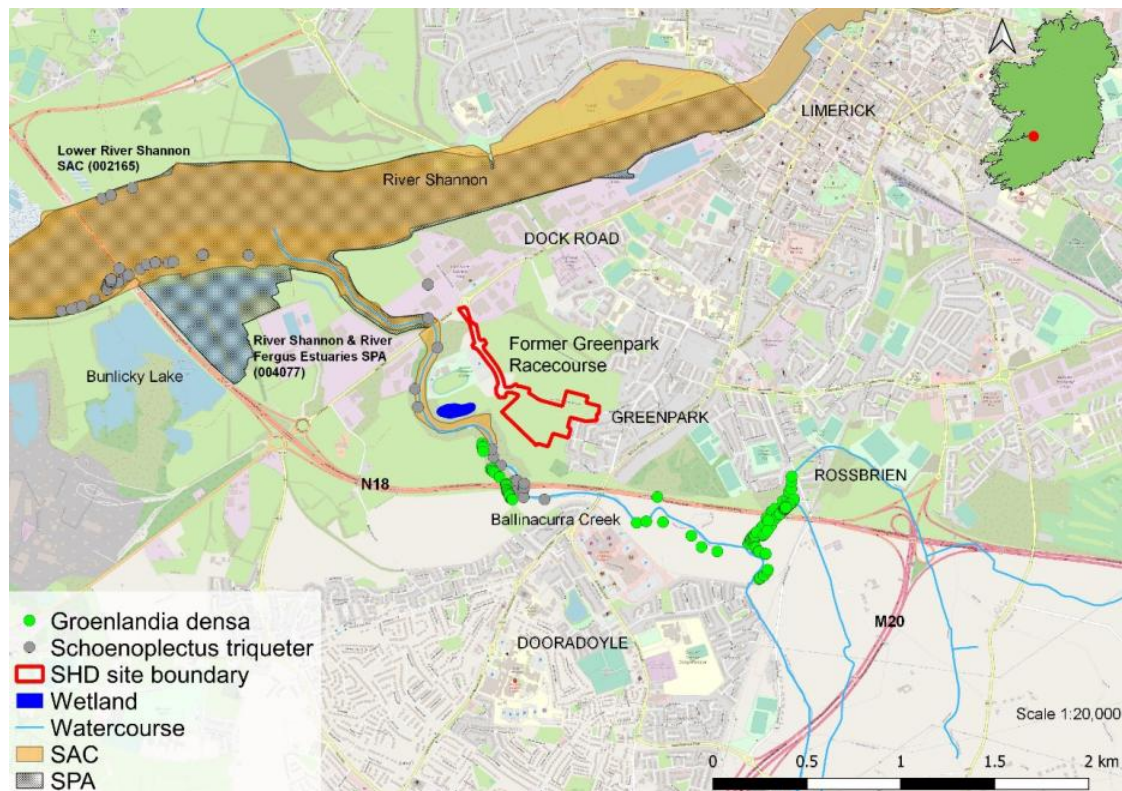 LIMERICK
Lower River Shannon
SAC (002165)
River Shannon
DOCK ROAD
River Shannon & River
Fergus Estuaries SPA
(004077)
Bunlicky Lake
Former Greenpark
Racecourse
GREENPARK
N18
ROSSBRIEN
Ballinacurra Creek
DOORADOYLE
M20
Groenlandia densa
Schoenoplectus triqueter
SHD site boundary
Wetland
Watercourse
SAC
SPA
Scale 1:20,000
0 0.5 1 1.5 2 km